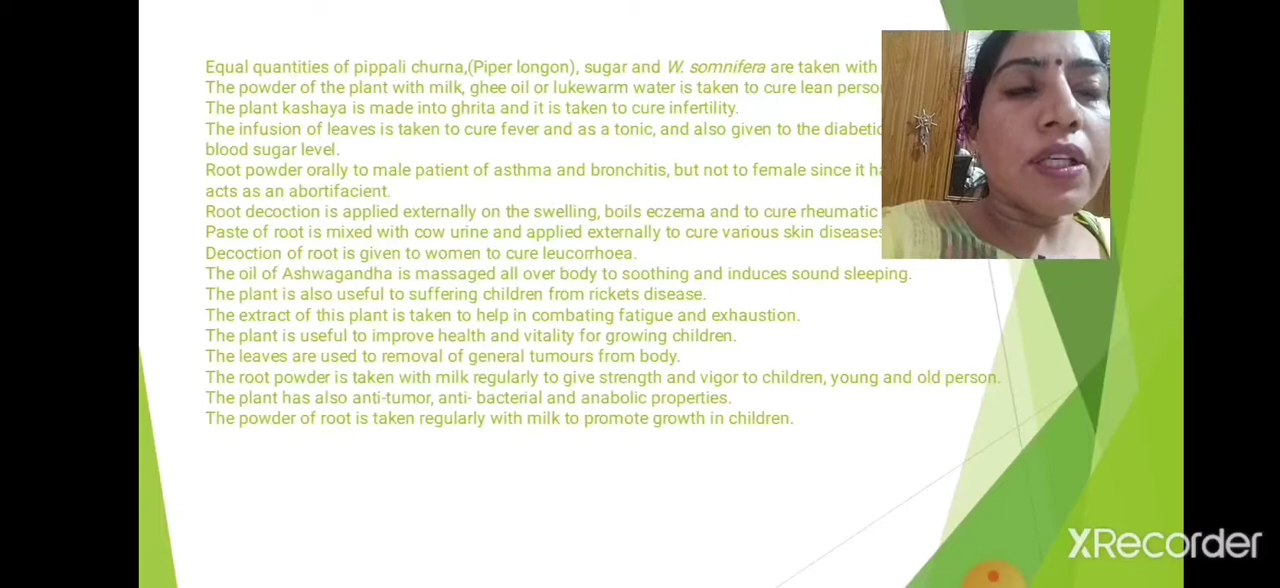 Equal quantities of pippali churna,(Piper longon), sugar and W. somnifera are taken with
The powder of the plant with milk, ghee oil or lukewarm water is taken to cure lean
The plant kashaya is made into ghrita and it is taken to cure infertility.
The infusion of leaves is taken to cure fever and as a tonic, and also given to the
blood sugar level.
Root powder orally to male patient of asthma and bronchitis, but not to female since it
acts as an abortifacient.
Root decoction is applied externally on the swelling, boils eczema and to cure rheumatic
Paste of root is mixed with cow urine and applied externally to cure various skin diseases
Decoction of root is given to women to cure leucorrhoea.
The oil of Ashwagandha is massaged all over body to soothing and induces sound sleeping.
The plant is also useful to suffering children from rickets disease.
The extract of this plant is taken to help in combating fatigue and exhaustion.
The plant is useful to improve health and vitality for growing children.
The leaves are used to removal of general tumours from body.
The root powder is taken with milk regularly to give strength and vigor to children, young and old person.
The plant has also anti-tumor, anti- bacterial and anabolic properties.
The powder of root is taken regularly with milk to promote growth in children.
XRecorder